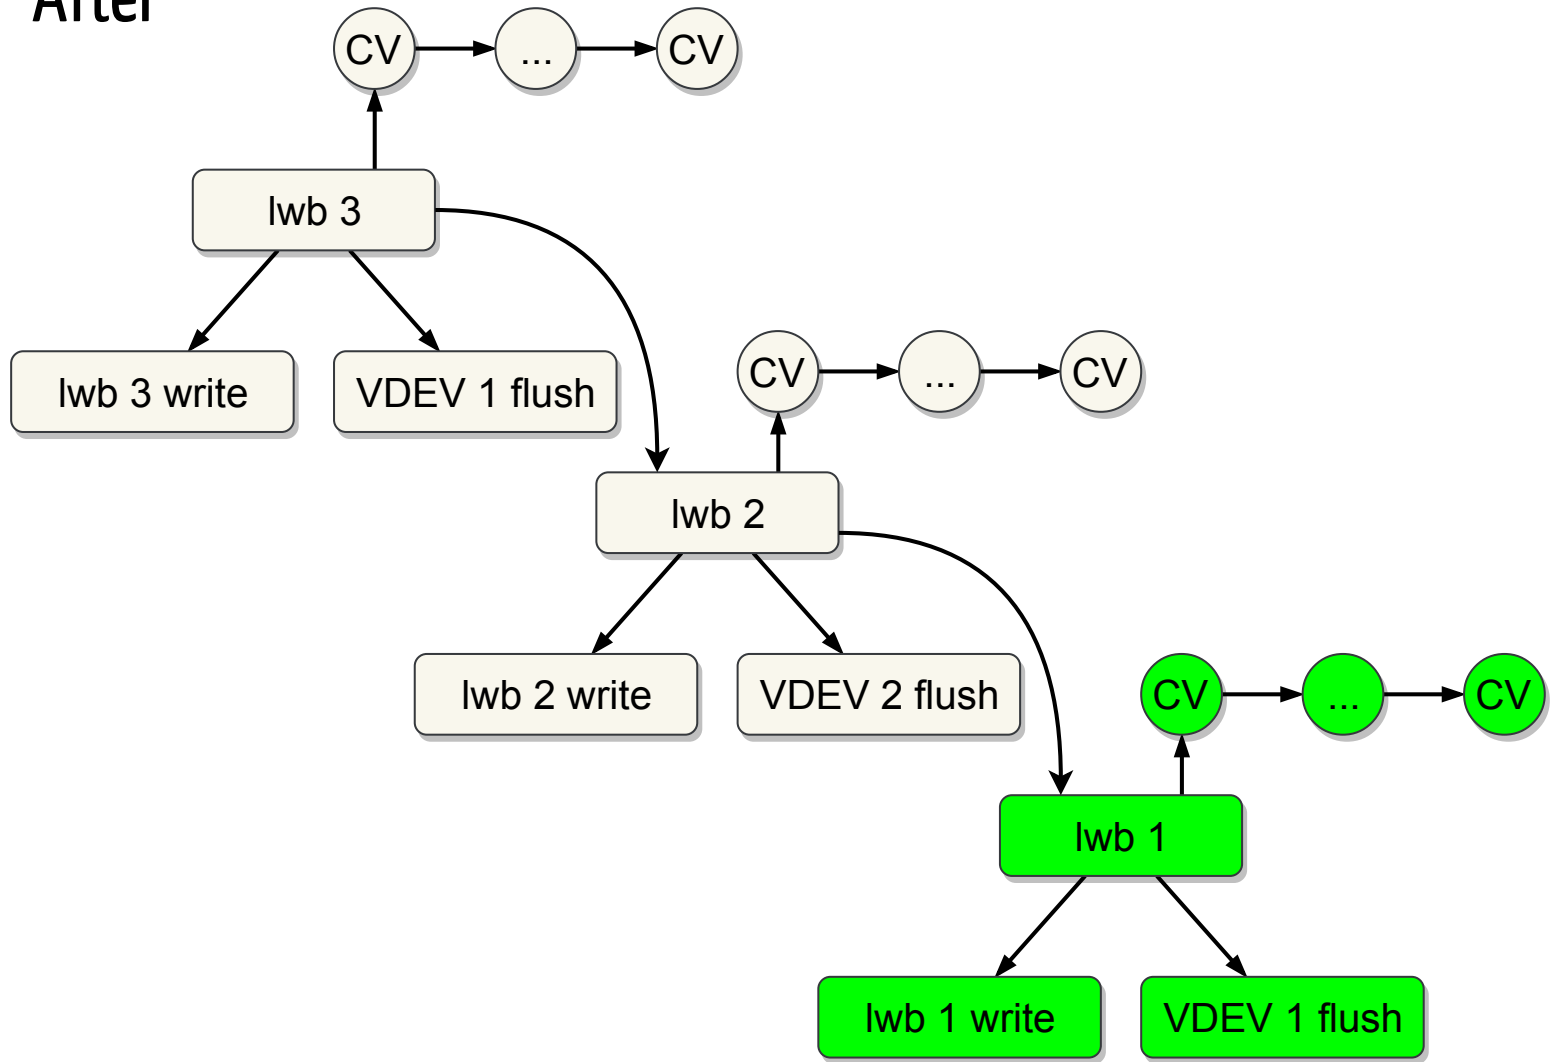 After
CV ... CV
lwb 3
lwb 3 write VDEV 1 flush
CV ... CV
lwb 2
lwb 2 write VDEV 2 flush
CV ... CV
lwb 1
lwb 1 write VDEV 1 flush